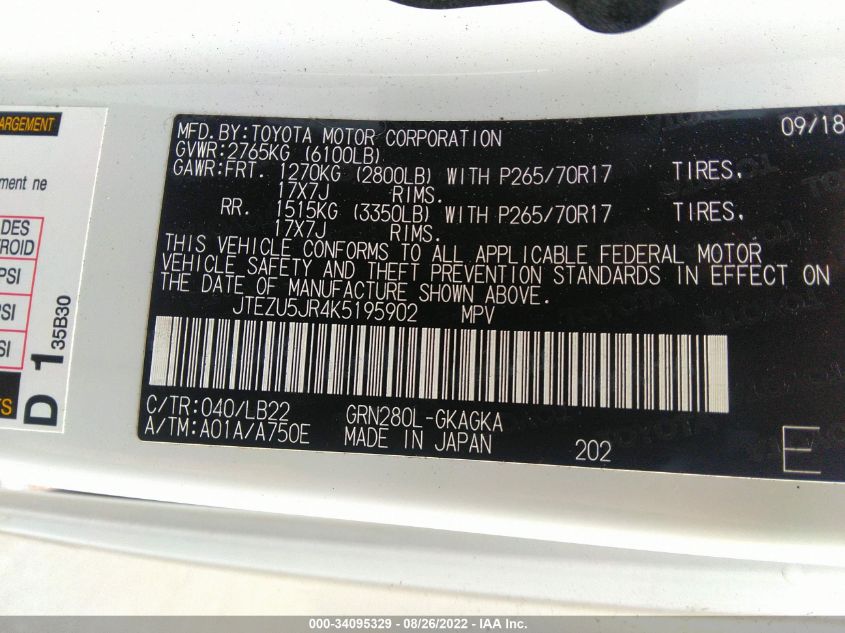 ARGEMENT
ement ne
DES
ROID
PSI
PSI
SI
TS
D 1 35B30
MFD.BY:TOYOTA MOTOR CORPORATION 09/18
GVWR:2765KG (6100LB)
GAWR:FRT. 1270KG (2800LB) WITH P265/70R17 TIRES,
17X7J RIMS.
RR. 1515KG (3350LB) WITH P265/70R17 TIRES,
17X7J RIMS.
THIS VEHICLE CONFORMS TO ALL APPLICABLE FEDERAL MOTOR
VEHICLE SAFETY AND THEFT PREVENTION STANDARDS IN EFFECT ON
THE DATE OF MANUFACTURE SHOWN ABOVE.
JTEZU5JR4K5195902 MPV
C/TR:040/LB22 GRN280L-GKAGKA
A/TM:A01A/A750E MADE IN JAPAN 202 E
000-34095329 - 08/26/2022 - IAA Inc.